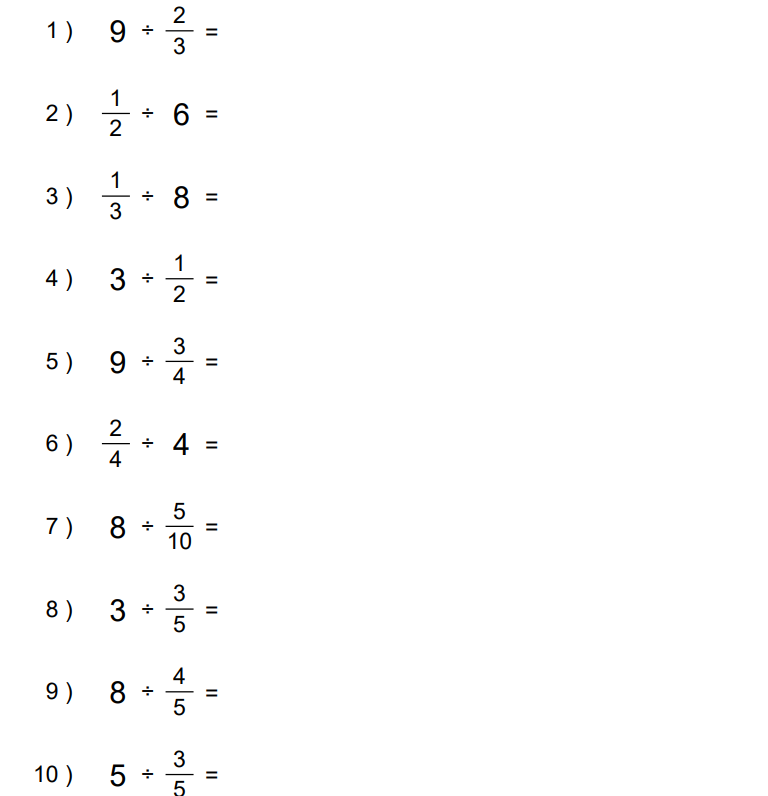 1) 9 ÷ 2/3 =
2) 1/2 ÷ 6 =
3) 1/3 ÷ 8 =
4) 3 ÷ 1/2 =
5) 9 ÷ 3/4 =
6) 2/4 ÷ 4 =
7) 8 ÷ 5/10 =
8) 3 ÷ 3/5 =
9) 8 ÷ 4/5 =
10) 5 ÷ 3/5 =